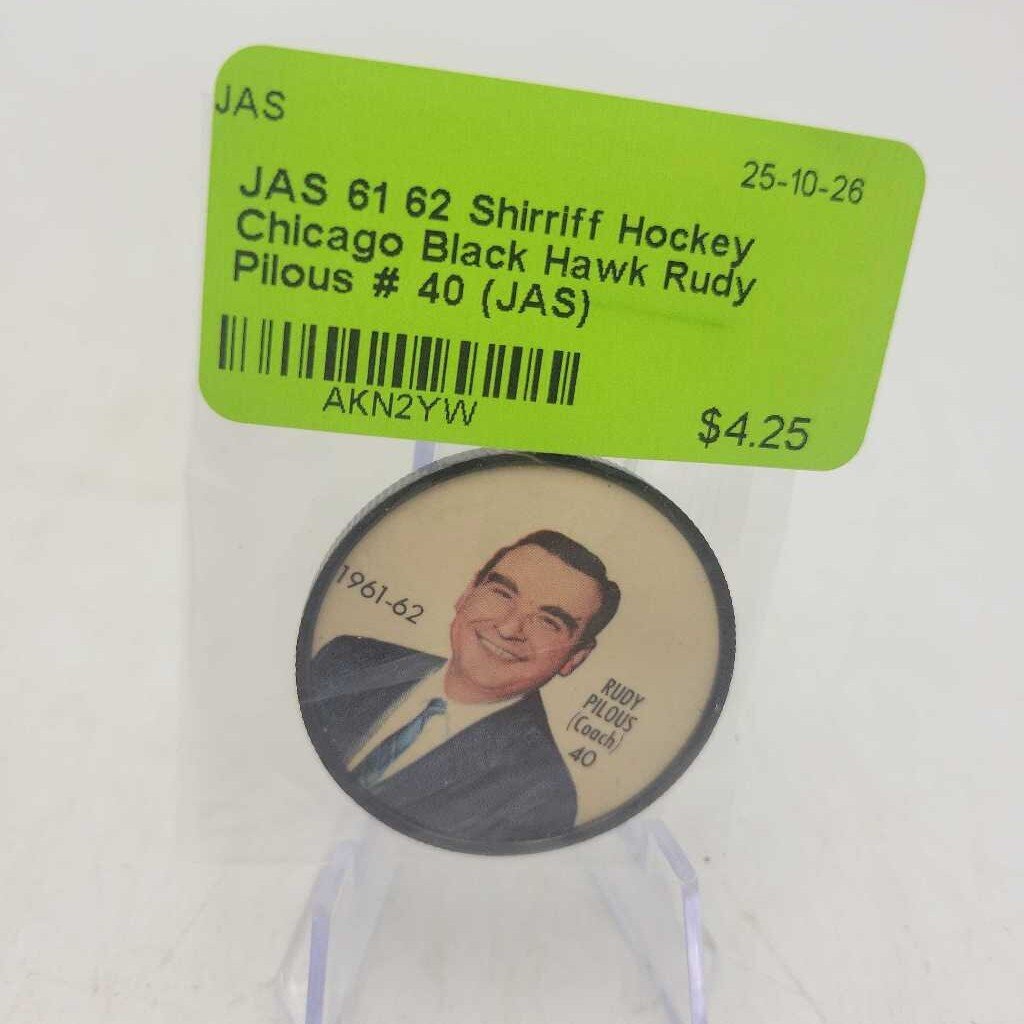 JAS
25-10-26
JAS 61 62 Shirriff Hockey
Chicago Black Hawk Rudy
Pilous # 40 (JAS)
AKN2YW
$4.25
1961-62
RUDY
PILOUS
(Coach)
40